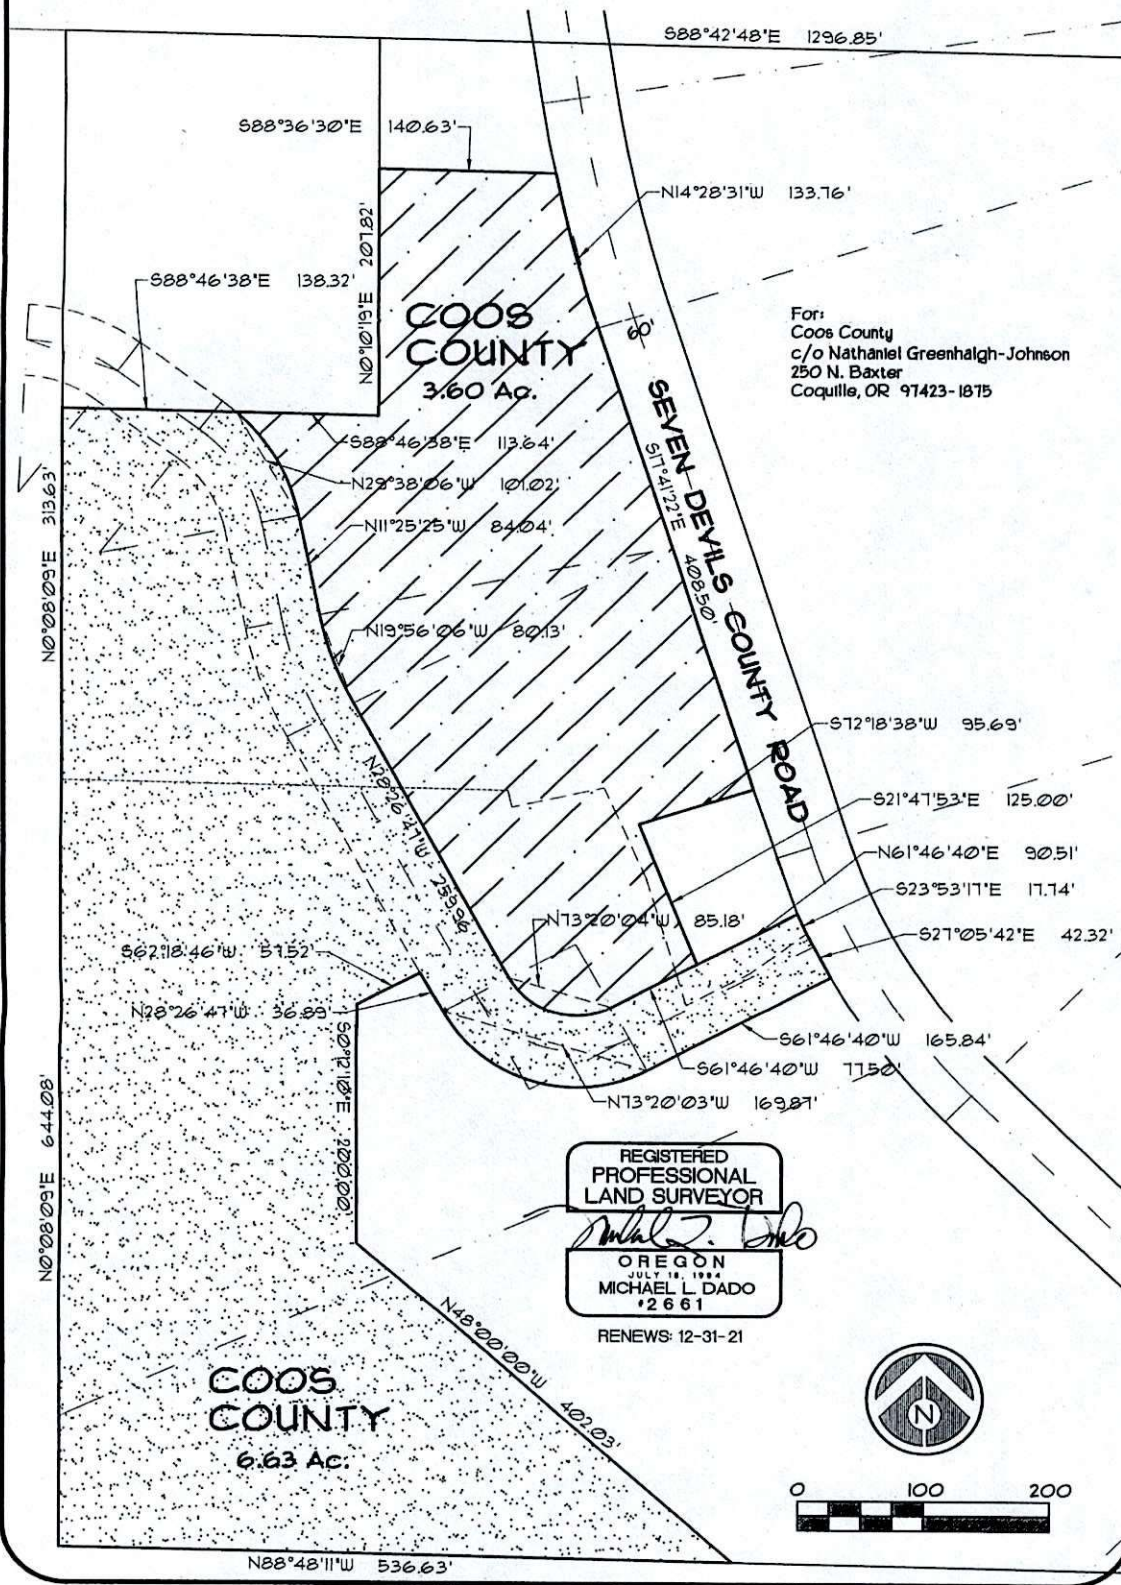 S88°42'48"E 1296.85'
S88°36'30"E 140.63'
N14°28'31"W 133.76'
N0°10'19"E 207.82'
S88°46'38"E 138.32'
COOS
COUNTY
3.60 Ac.
60'
For:
Coos County
c/o Nathaniel Greenhalgh-Johnson
250 N. Baxter
Coquille, OR 97423-1875
SEVEN DEVILS COUNTY ROAD
S17°41'22"E 408.50'
S88°46'38"E 113.64'
N29°38'06"W 101.02'
N11°25'25"W 84.04'
N0°08'09"E 313.63'
N19°56'06"W 80.13'
S72°18'38"W 95.69'
N28°26'47"W 259.96
S21°47'53"E 125.00'
N61°46'40"E 90.51'
S23°53'17"E 17.74'
N73°20'04"W 85.18'
S27°05'42"E 42.32'
S62°18'46"W 57.52'
N28°26'47"W 36.89'
S0°12'10"E 200.00'
S61°46'40"W 165.84'
S61°46'40"W 77.50'
N73°20'03"W 169.87'
N0°08'09"E 644.08'
REGISTERED
PROFESSIONAL
LAND SURVEYOR
OREGON
JULY 18, 1994
MICHAEL L. DADO
#2661
RENEWS: 12-31-21
N48°00'00"W 402.03'
COOS
COUNTY
6.63 Ac.
N
0 100 200
N88°48'11"W 536.63'